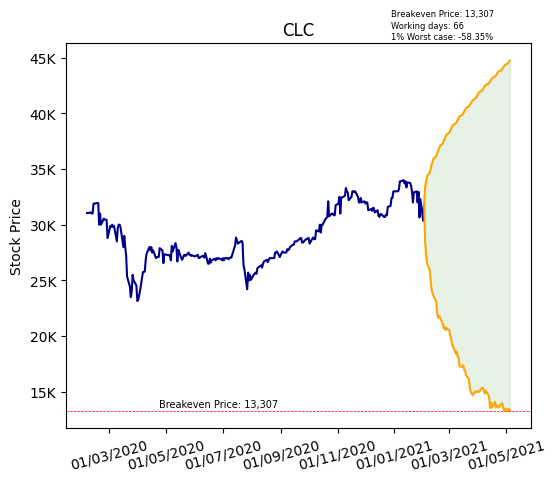 Breakeven Price: 13,307
Working days: 66
1% Worst case: -58.35%
CLC
Stock Price
45K
40K
35K
30K
25K
20K
15K
Breakeven Price: 13,307
01/03/2020
01/05/2020
01/07/2020
01/09/2020
01/11/2020
01/01/2021
01/03/2021
01/05/2021